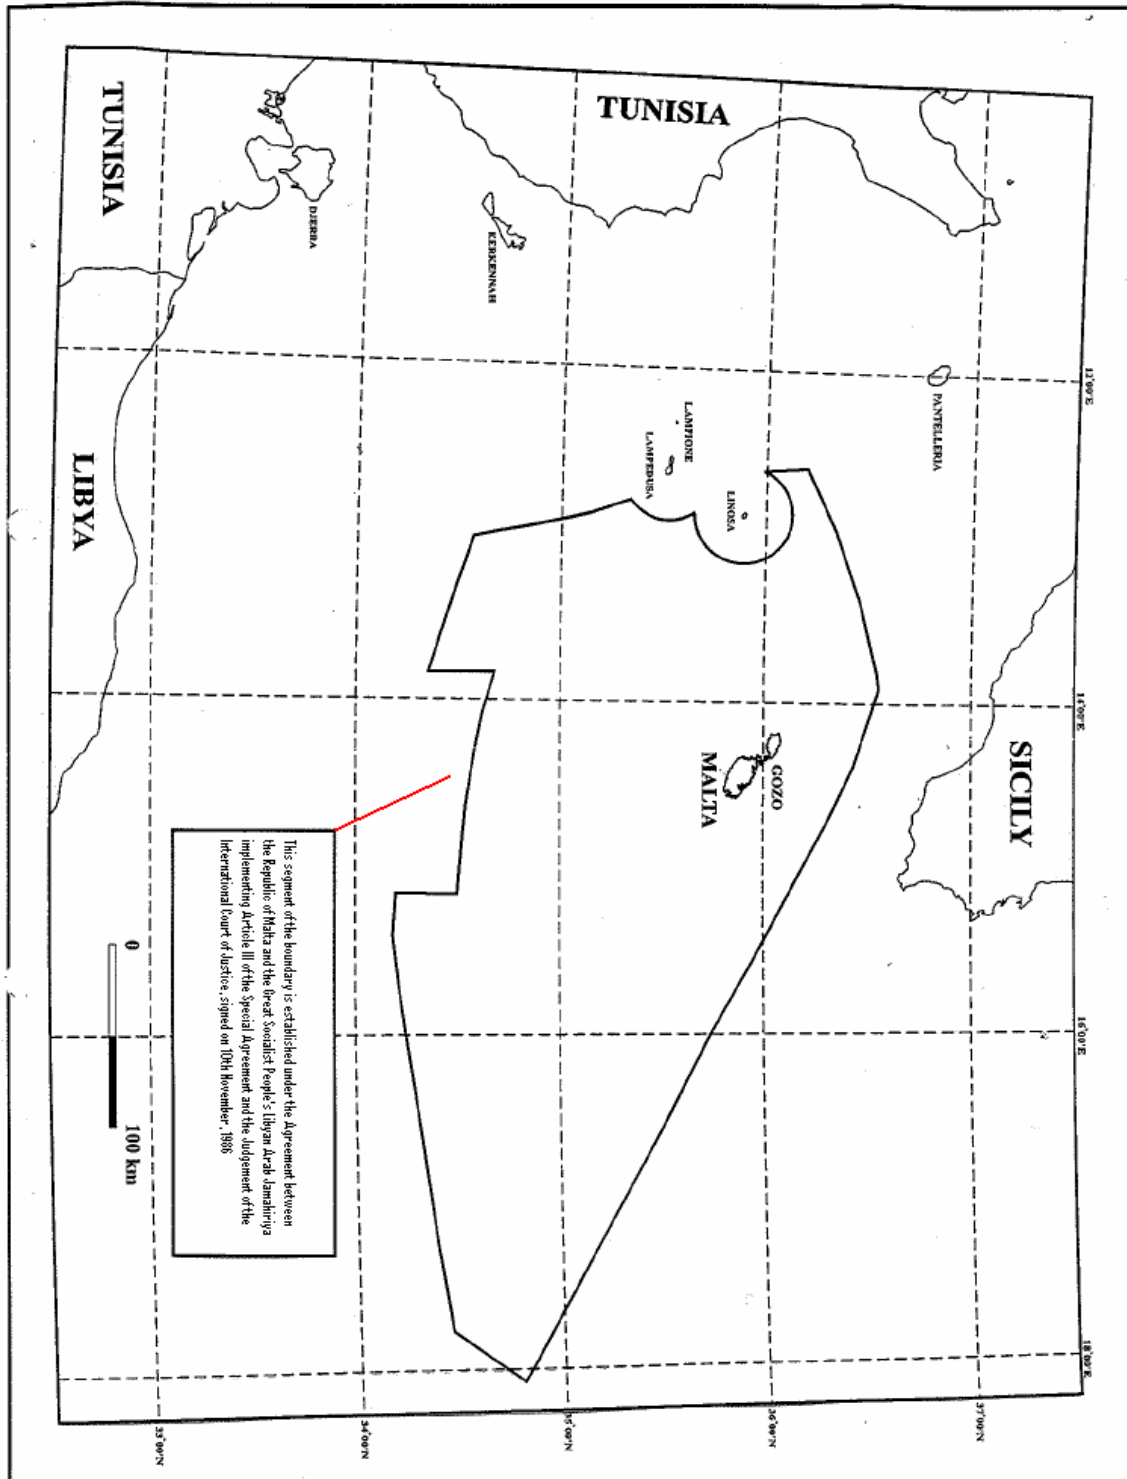 12°00'E
14°00'E
16°00'E
18°00'E
SICILY
37°00'N
PANTELLERIA
GOZO
MALTA
36°00'N
TUNISIA
LINOSA
LAMPIONE
LAMPEDUSA
35°00'N
KERKENNAH
34°00'N
DJERBA
This segment of the boundary is established under the Agreement between
the Republic of Malta and the Great Socialist People's Libyan Arab Jamahiriya
implementing Article III of the Special Agreement and the Judgement of the
International Court of Justice, signed on 10th November, 1986
33°00'N
TUNISIA
LIBYA
0 100 km